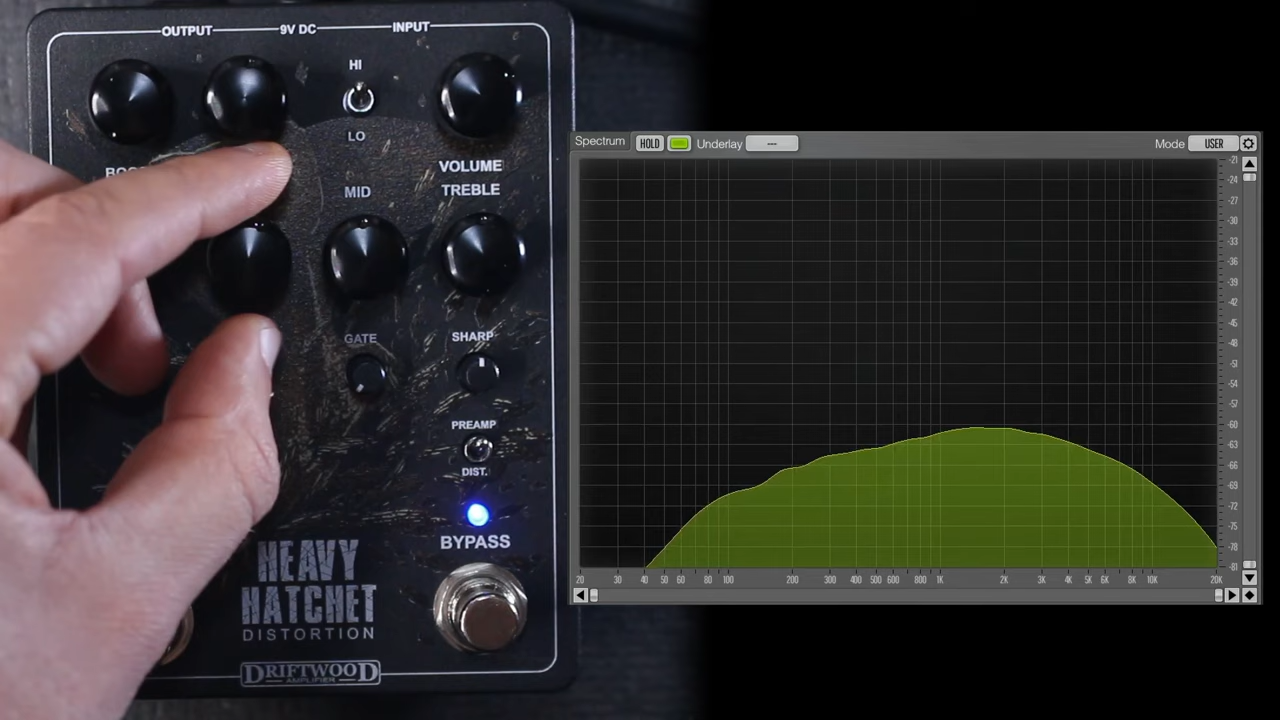 OUTPUT 9V DC INPUT
HI
LO
VOLUME
MID TREBLE
GATE SHARP
PREAMP
DIST.
BYPASS
HEAVY
HATCHET
DISTORTION
DRIFTWOOD
AMPLIFIER
Spectrum HOLD Underlay --- Mode USER
-21
-24
-27
-30
-33
-36
-39
-42
-45
-48
-51
-54
-57
-60
-63
-66
-69
-72
-75
-78
-81
20 30 40 50 60 80 100 200 300 400 500 600 800 1K 2K 3K 4K 5K 6K 8K 10K 20K